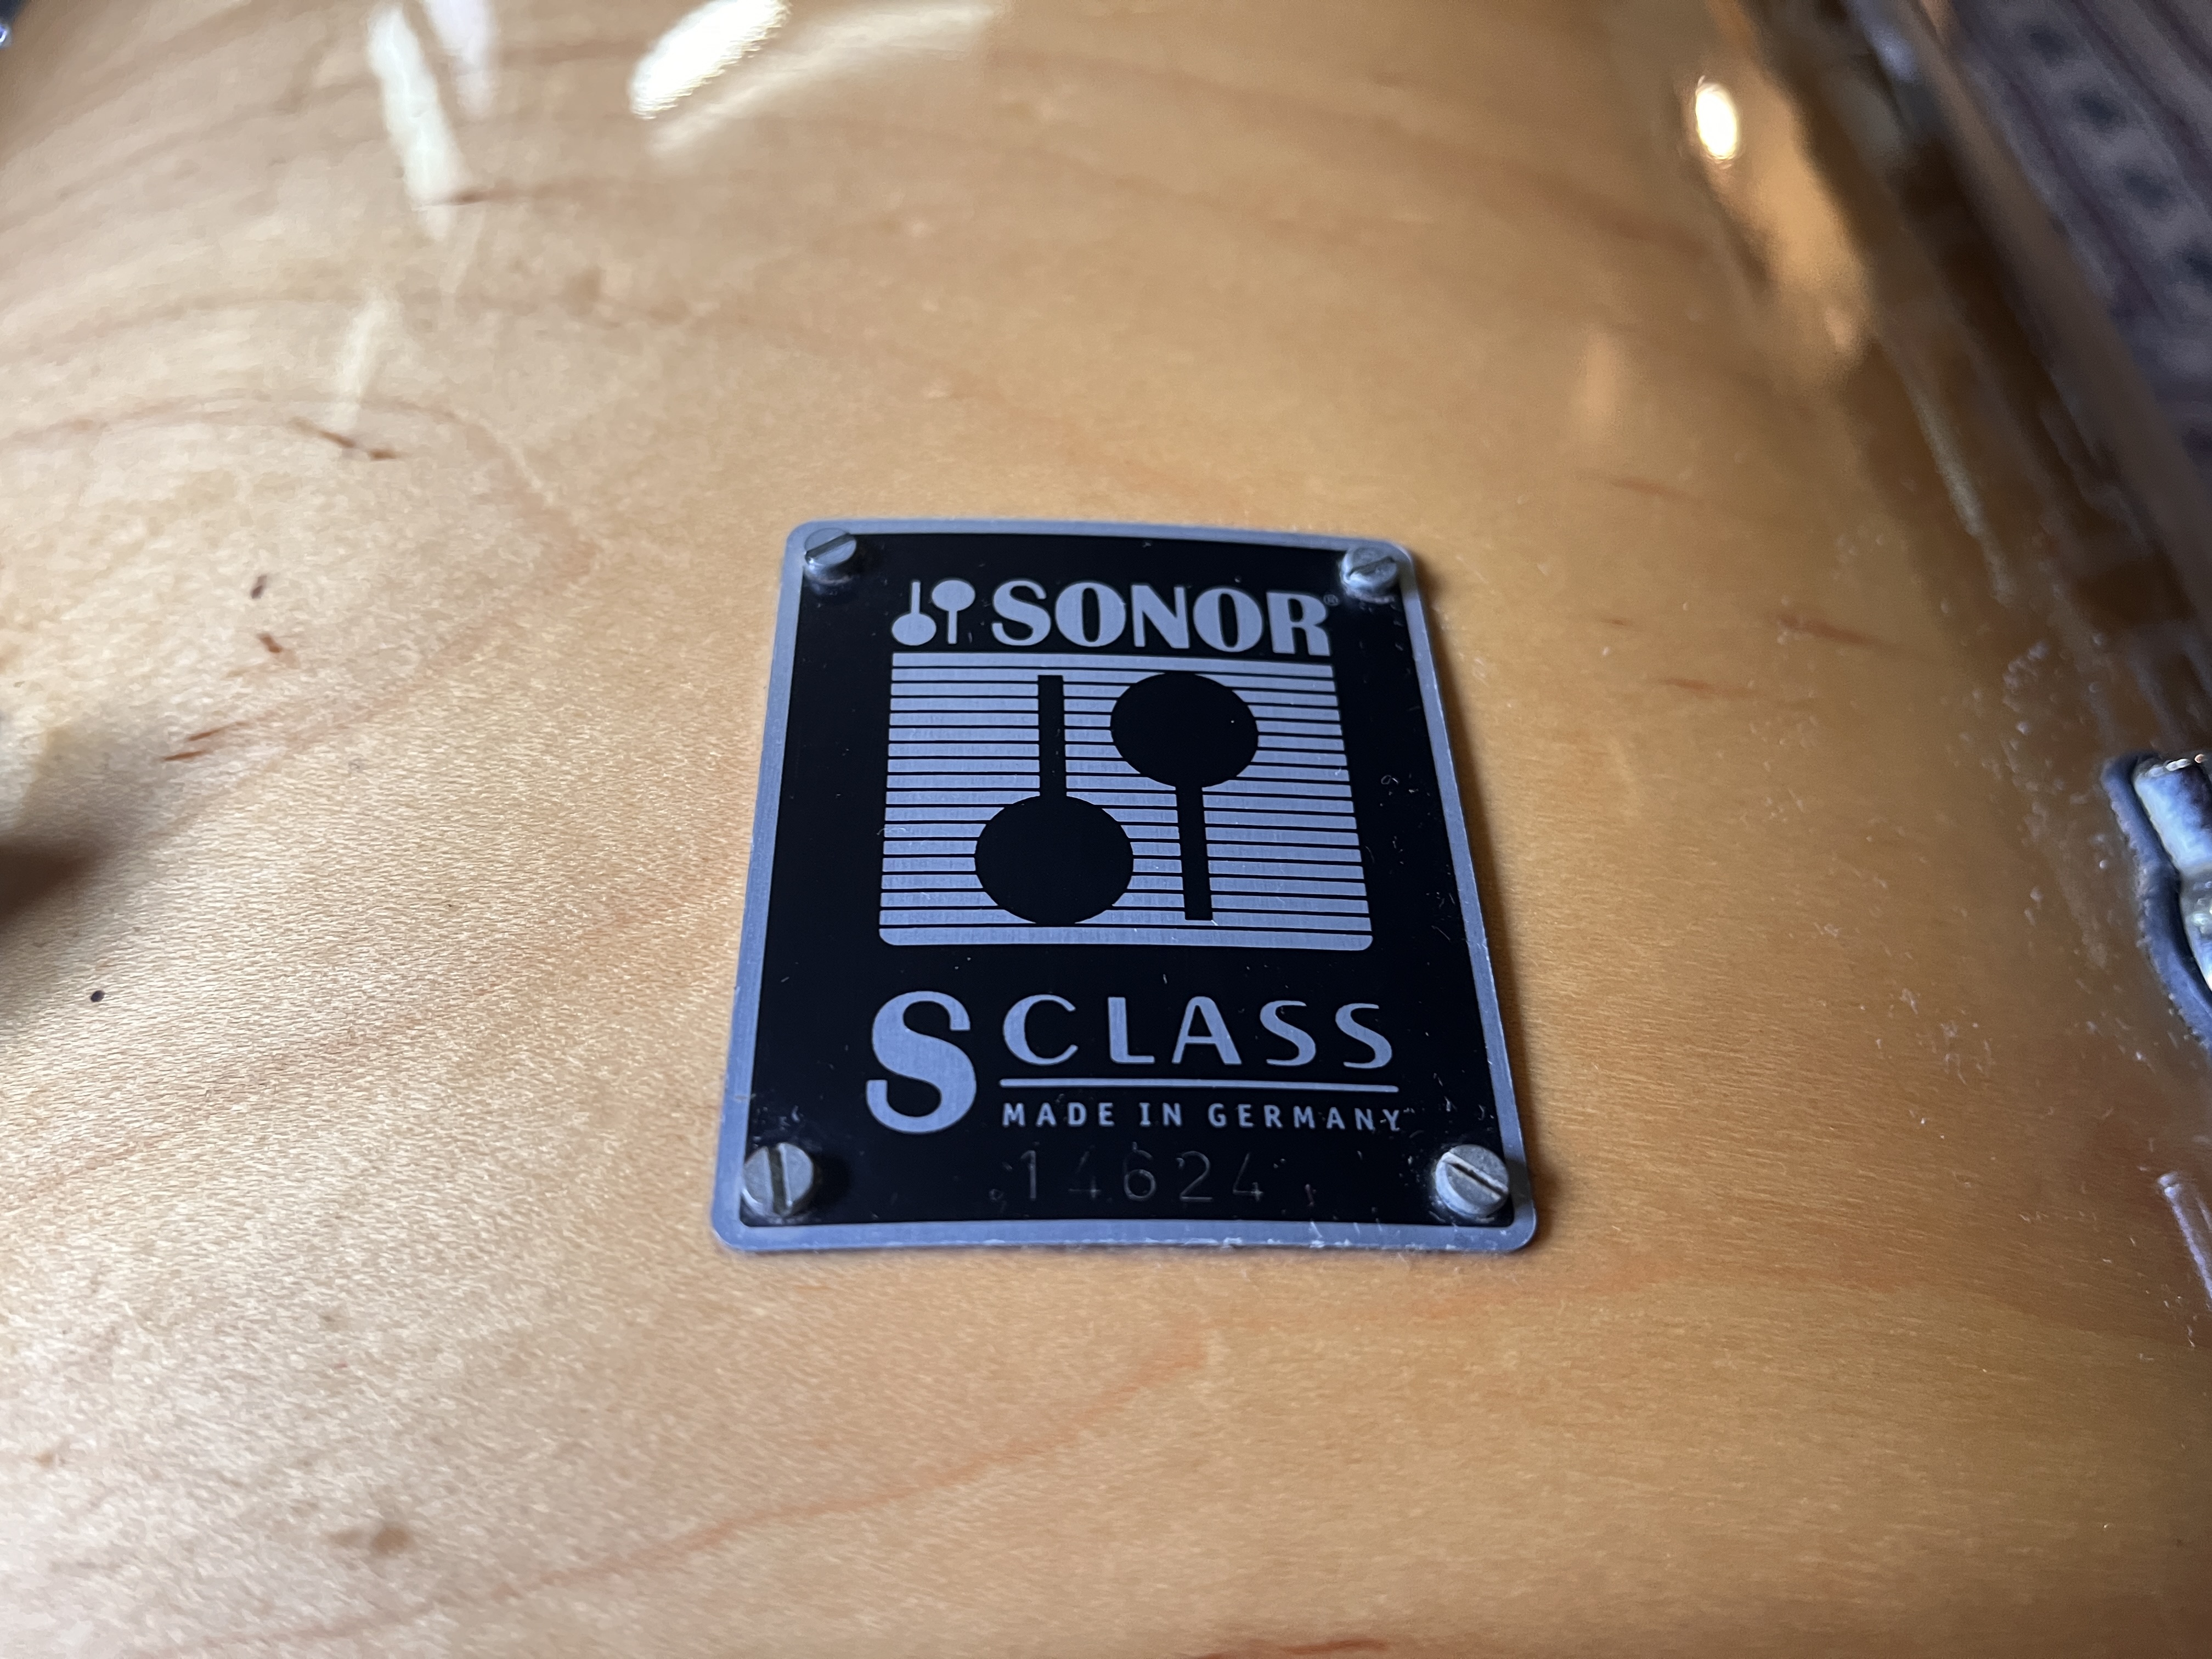 SONOR®
S CLASS
MADE IN GERMANY
14624